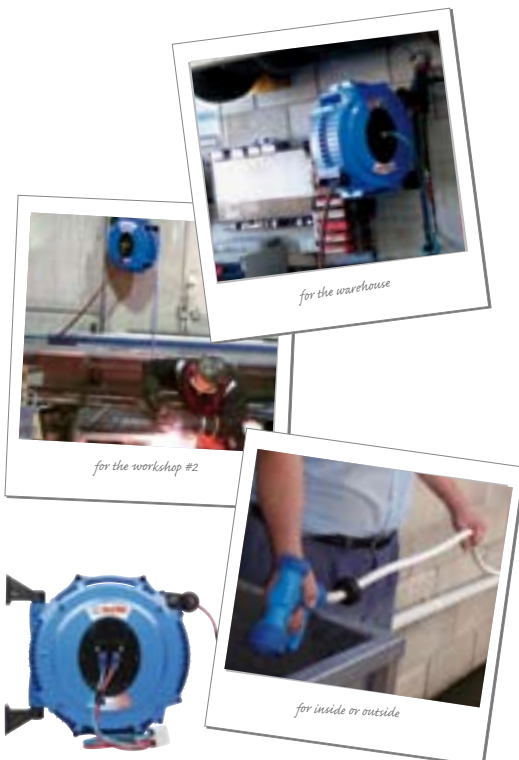 for the warehouse
for the workshop #2
for inside or outside